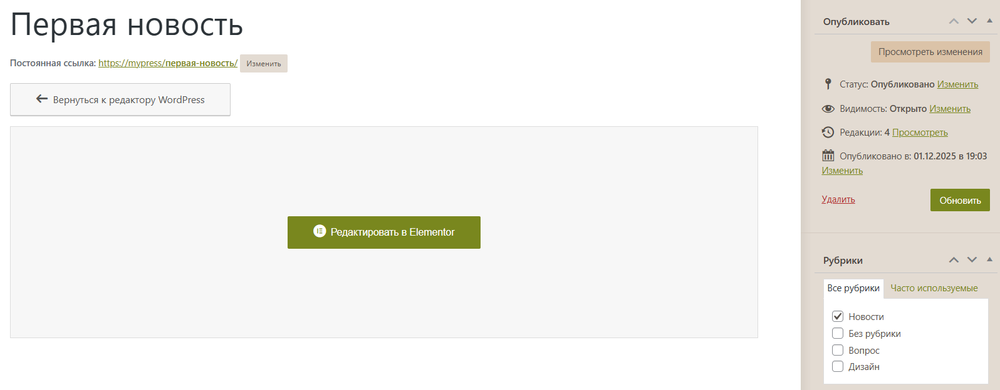 Первая новость
Постоянная ссылка: https://mypress/первая-новость/ Изменить
Вернуться к редактору WordPress
Редактировать в Elementor
Опубликовать
Просмотреть изменения
Статус: Опубликовано Изменить
Видимость: Открыто Изменить
Редакции: 4 Просмотреть
Опубликовано в: 01.12.2025 в 19:03
Изменить
Удалить
Обновить
Рубрики
Все рубрики Часто используемые
Новости
Без рубрики
Вопрос
Дизайн